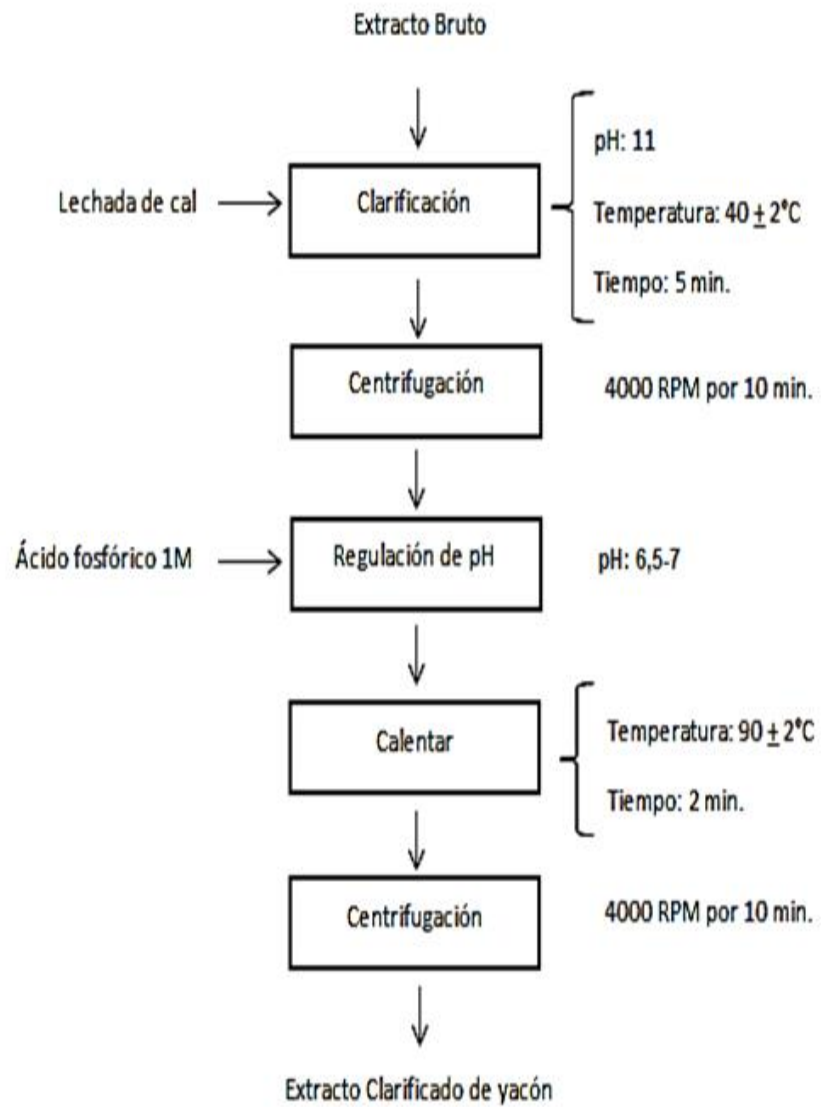 Extracto Bruto
pH: 11
Lechada de cal
Clarificación
Temperatura: 40 ± 2°C
Tiempo: 5 min.
Centrifugación
4000 RPM por 10 min.
Ácido fosfórico 1M
Regulación de pH
pH: 6,5-7
Calentar
Temperatura: 90 ± 2°C
Tiempo: 2 min.
Centrifugación
4000 RPM por 10 min.
Extracto Clarificado de yacón